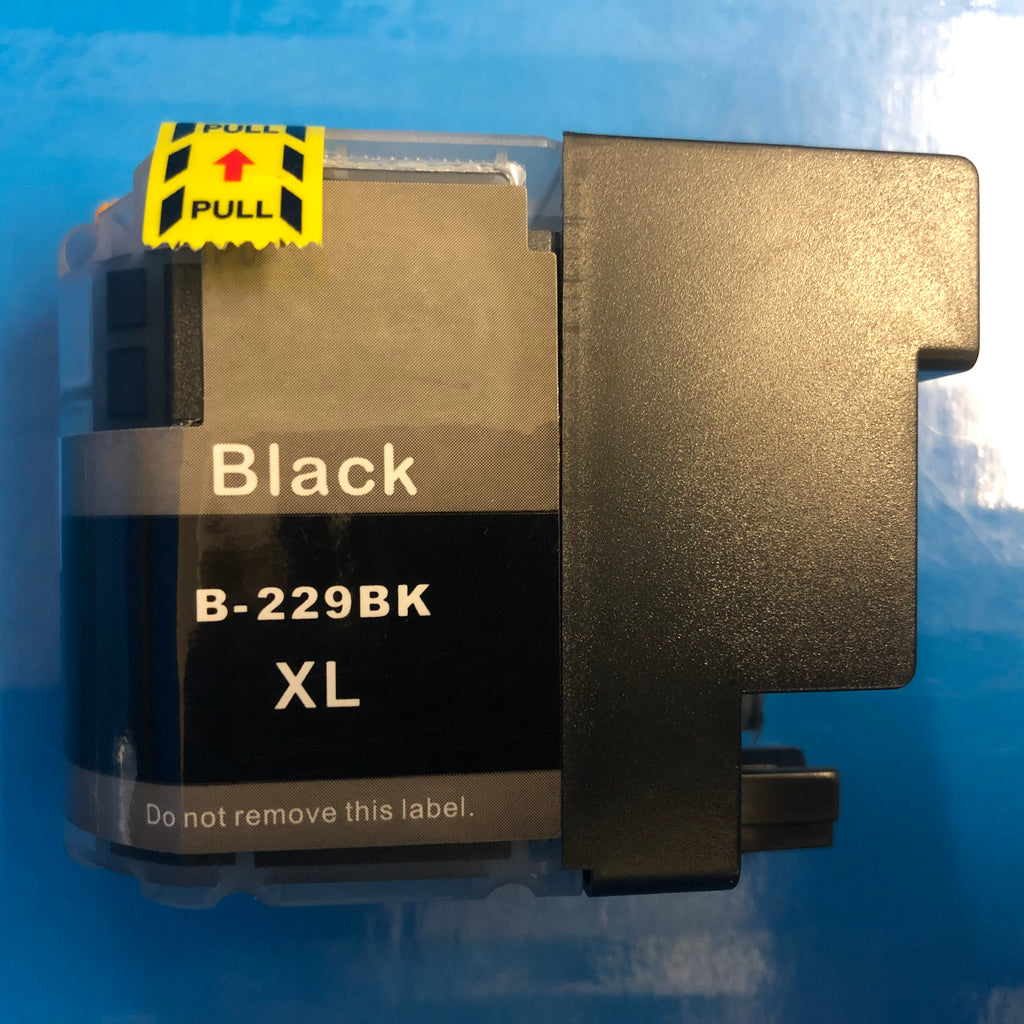 PULL
PULL
Black
B-229BK
XL
Do not remove this label.